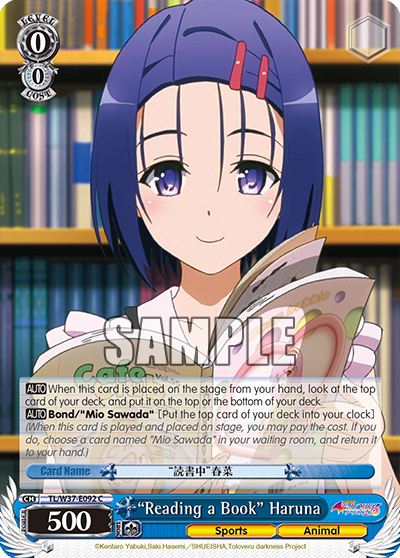 LEVEL
0
0
COST
Cafe
SAMPLE
AUTO When this card is placed on the stage from your hand, look at the top
card of your deck, and put it on the top or the bottom of your deck.
AUTO Bond/"Mio Sawada" [Put the top card of your deck into your clock]
(When this card is played and placed on stage, you may pay the cost. If you
do, choose a card named "Mio Sawada" in your waiting room, and return it
to your hand.)
Card Name
“読書中”春菜
CH
TL/W37-E092 C
“Reading a Book” Haruna
POWER
500
Sports
Animal
©Kentaro Yabuki,Saki Hasemi / SHUEISHA,Toloveru darkness Project